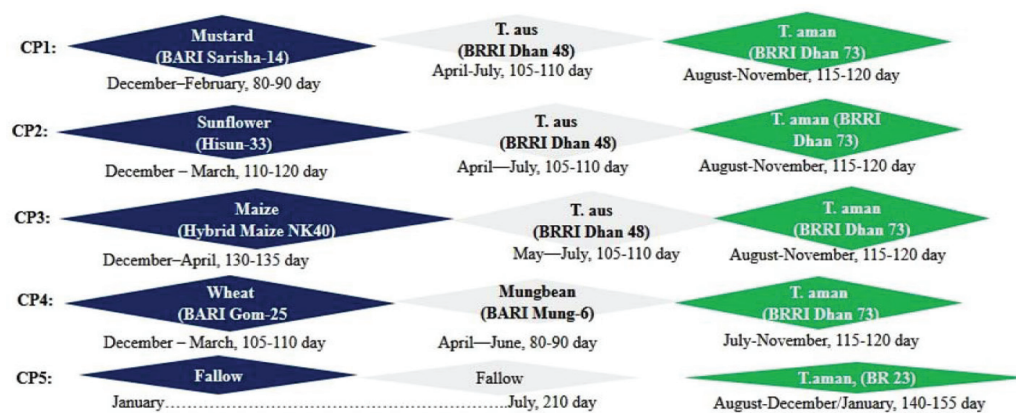 CP1:
Mustard
(BARI Sarisha-14)
December–February, 80-90 day
T. aus
(BRRI Dhan 48)
April-July, 105-110 day
T. aman
(BRRI Dhan 73)
August-November, 115-120 day
CP2:
Sunflower
(Hisun-33)
December – March, 110-120 day
T. aus
(BRRI Dhan 48)
April—July, 105-110 day
T. aman (BRRI
Dhan 73)
August-November, 115-120 day
CP3:
Maize
(Hybrid Maize NK40)
December–April, 130-135 day
T. aus
(BRRI Dhan 48)
May—July, 105-110 day
T. aman
(BRRI Dhan 73)
August-November, 115-120 day
CP4:
Wheat
(BARI Gom-25
December – March, 105-110 day
Mungbean
(BARI Mung-6)
April—June, 80-90 day
T. aman
(BRRI Dhan 73)
July-November, 115-120 day
CP5:
Fallow
Fallow
January........................................................July, 210 day
T.aman, (BR 23)
August-December/January, 140-155 day